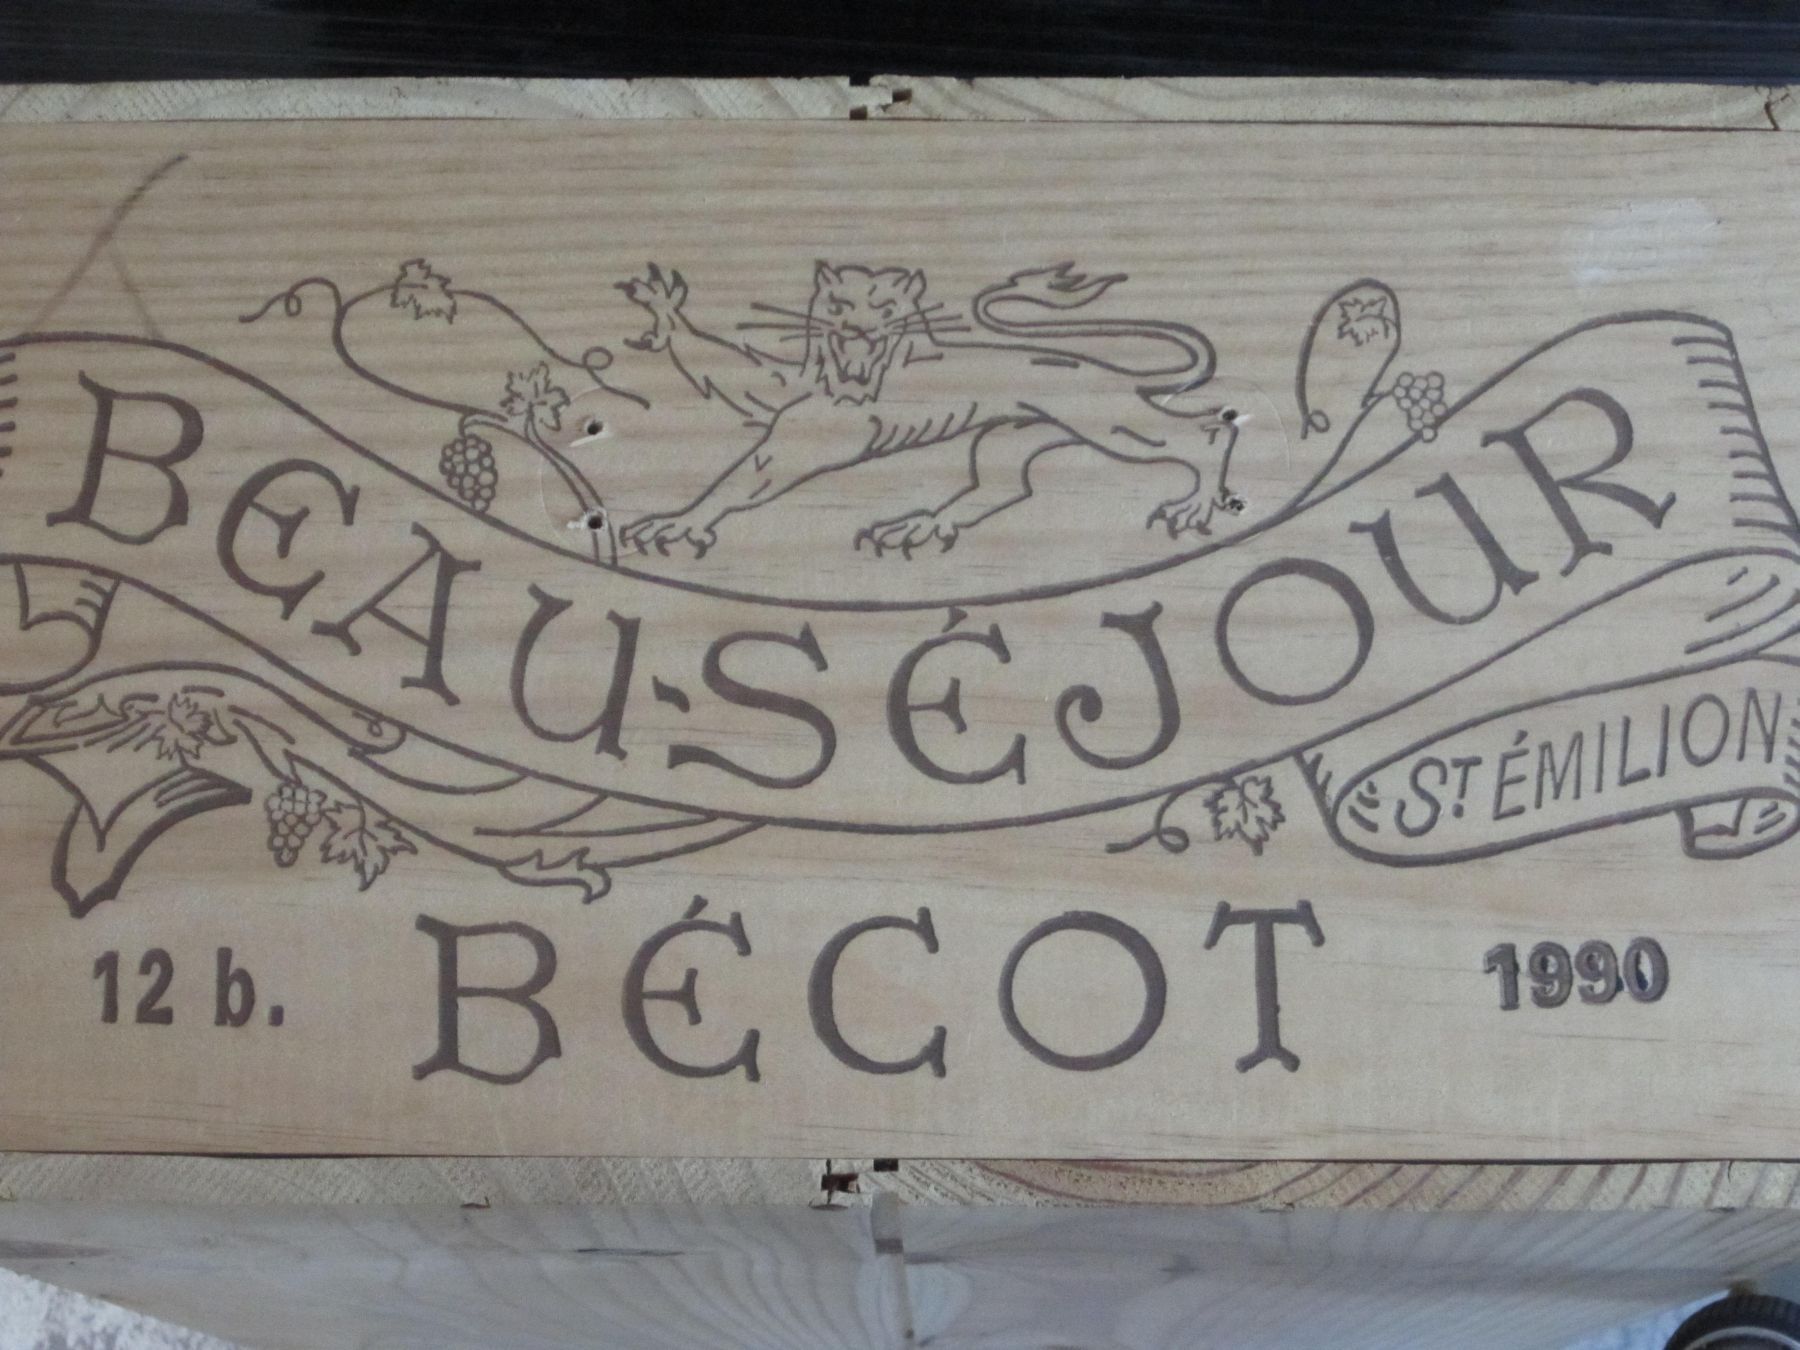 BEAU-SÉJOUR
ST ÉMILION
BÉCOT
12 b.
1990